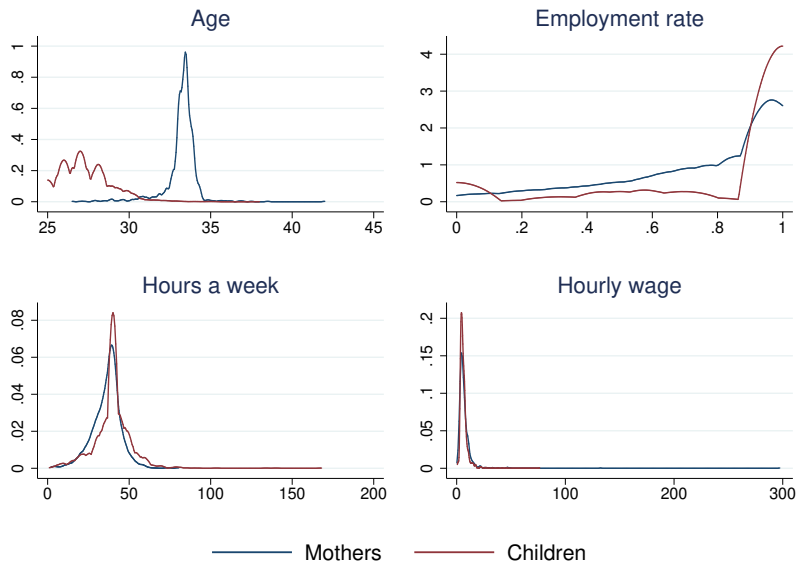 Age
1
.8
.6
.4
.2
0
25 30 35 40 45
Employment rate
4
3
2
1
0
0 .2 .4 .6 .8 1
Hours a week
.08
.06
.04
.02
0
0 50 100 150 200
Hourly wage
.2
.15
.1
.05
0
0 100 200 300
Mothers Children